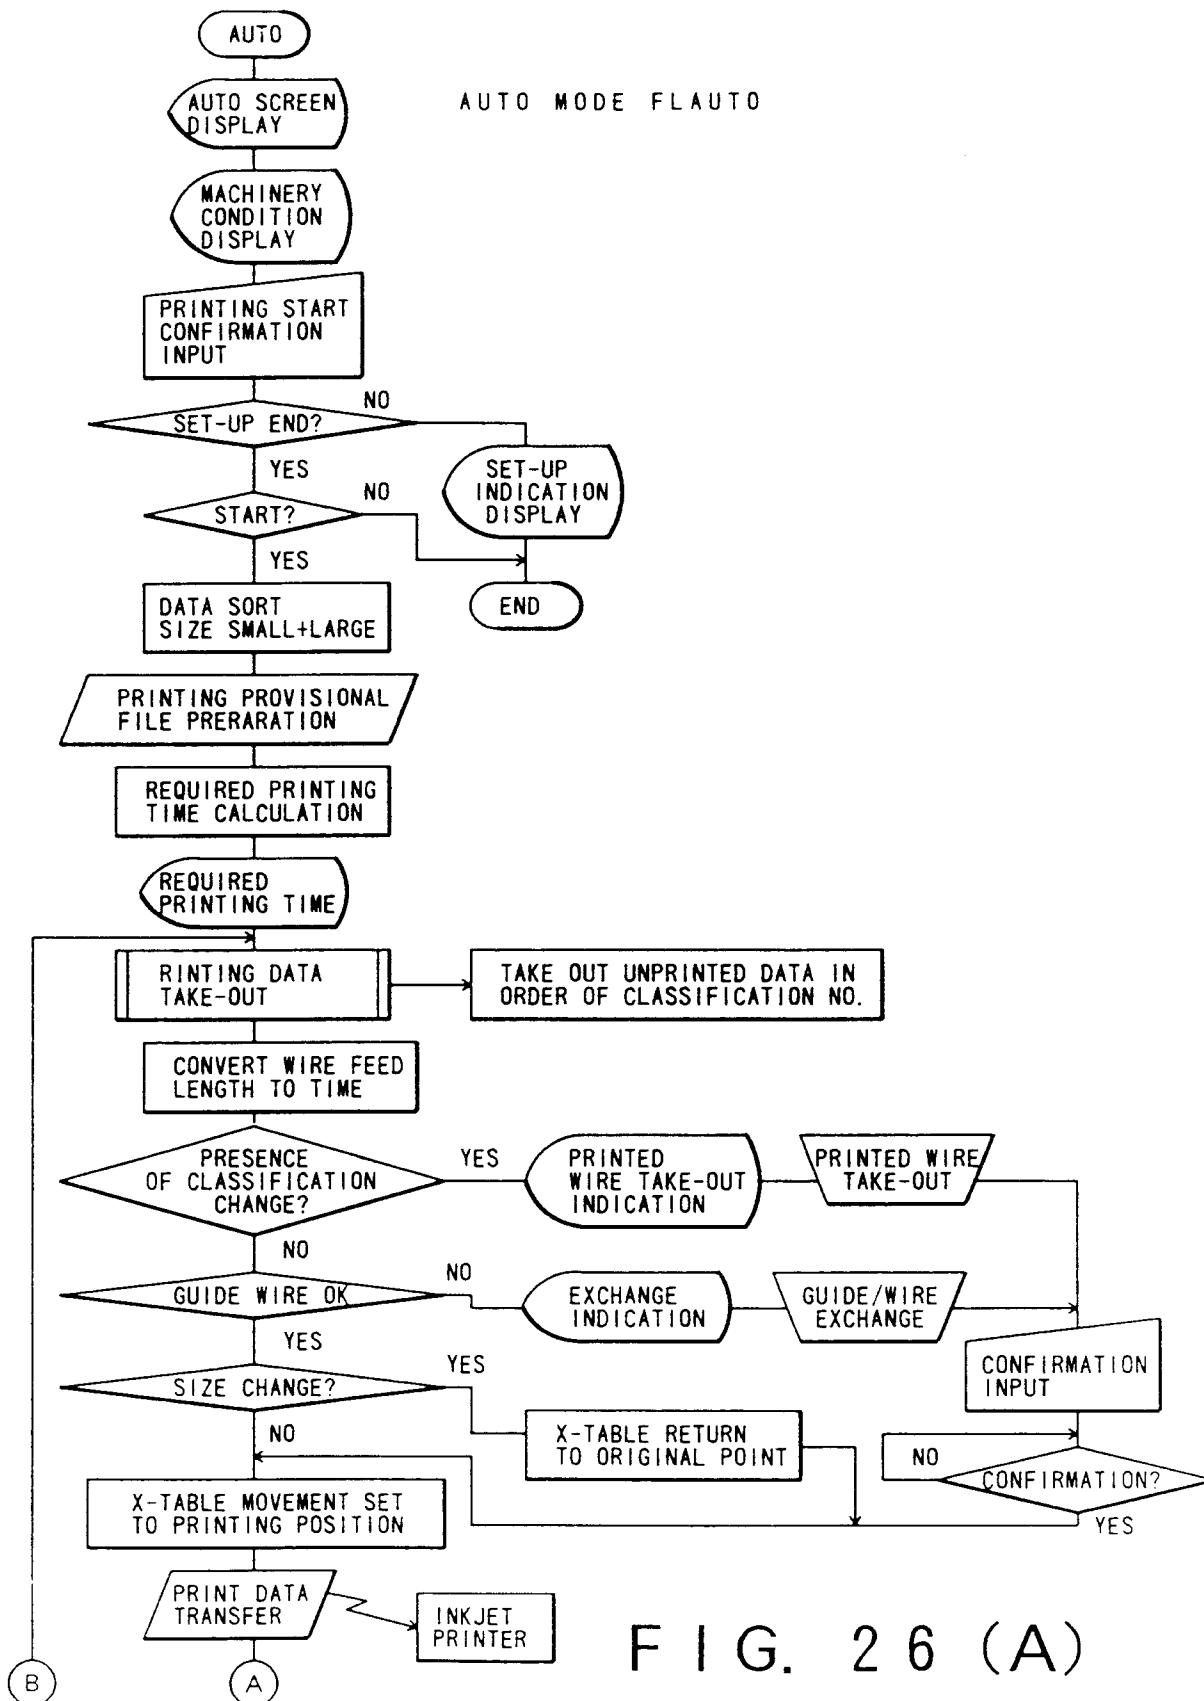 AUTO
AUTO SCREEN
DISPLAY
AUTO MODE FLAUTO
MACHINERY
CONDITION
DISPLAY
PRINTING START
CONFIRMATION
INPUT
NO
SET-UP END?
YES
SET-UP
INDICATION
DISPLAY
NO
START?
YES
END
DATA SORT
SIZE SMALL+LARGE
PRINTING PROVISIONAL
FILE PRERARATION
REQUIRED PRINTING
TIME CALCULATION
REQUIRED
PRINTING TIME
RINTING DATA
TAKE-OUT
TAKE OUT UNPRINTED DATA IN
ORDER OF CLASSIFICATION NO.
CONVERT WIRE FEED
LENGTH TO TIME
PRESENCE
OF CLASSIFICATION
CHANGE?
YES
PRINTED
WIRE TAKE-OUT
INDICATION
PRINTED WIRE
TAKE-OUT
NO
GUIDE WIRE OK
NO
EXCHANGE
INDICATION
GUIDE/WIRE
EXCHANGE
YES
CONFIRMATION
INPUT
SIZE CHANGE?
YES
NO
X-TABLE RETURN
TO ORIGINAL POINT
NO
CONFIRMATION?
YES
X-TABLE MOVEMENT SET
TO PRINTING POSITION
PRINT DATA
TRANSFER
INKJET
PRINTER
FIG. 26 (A)
B
A